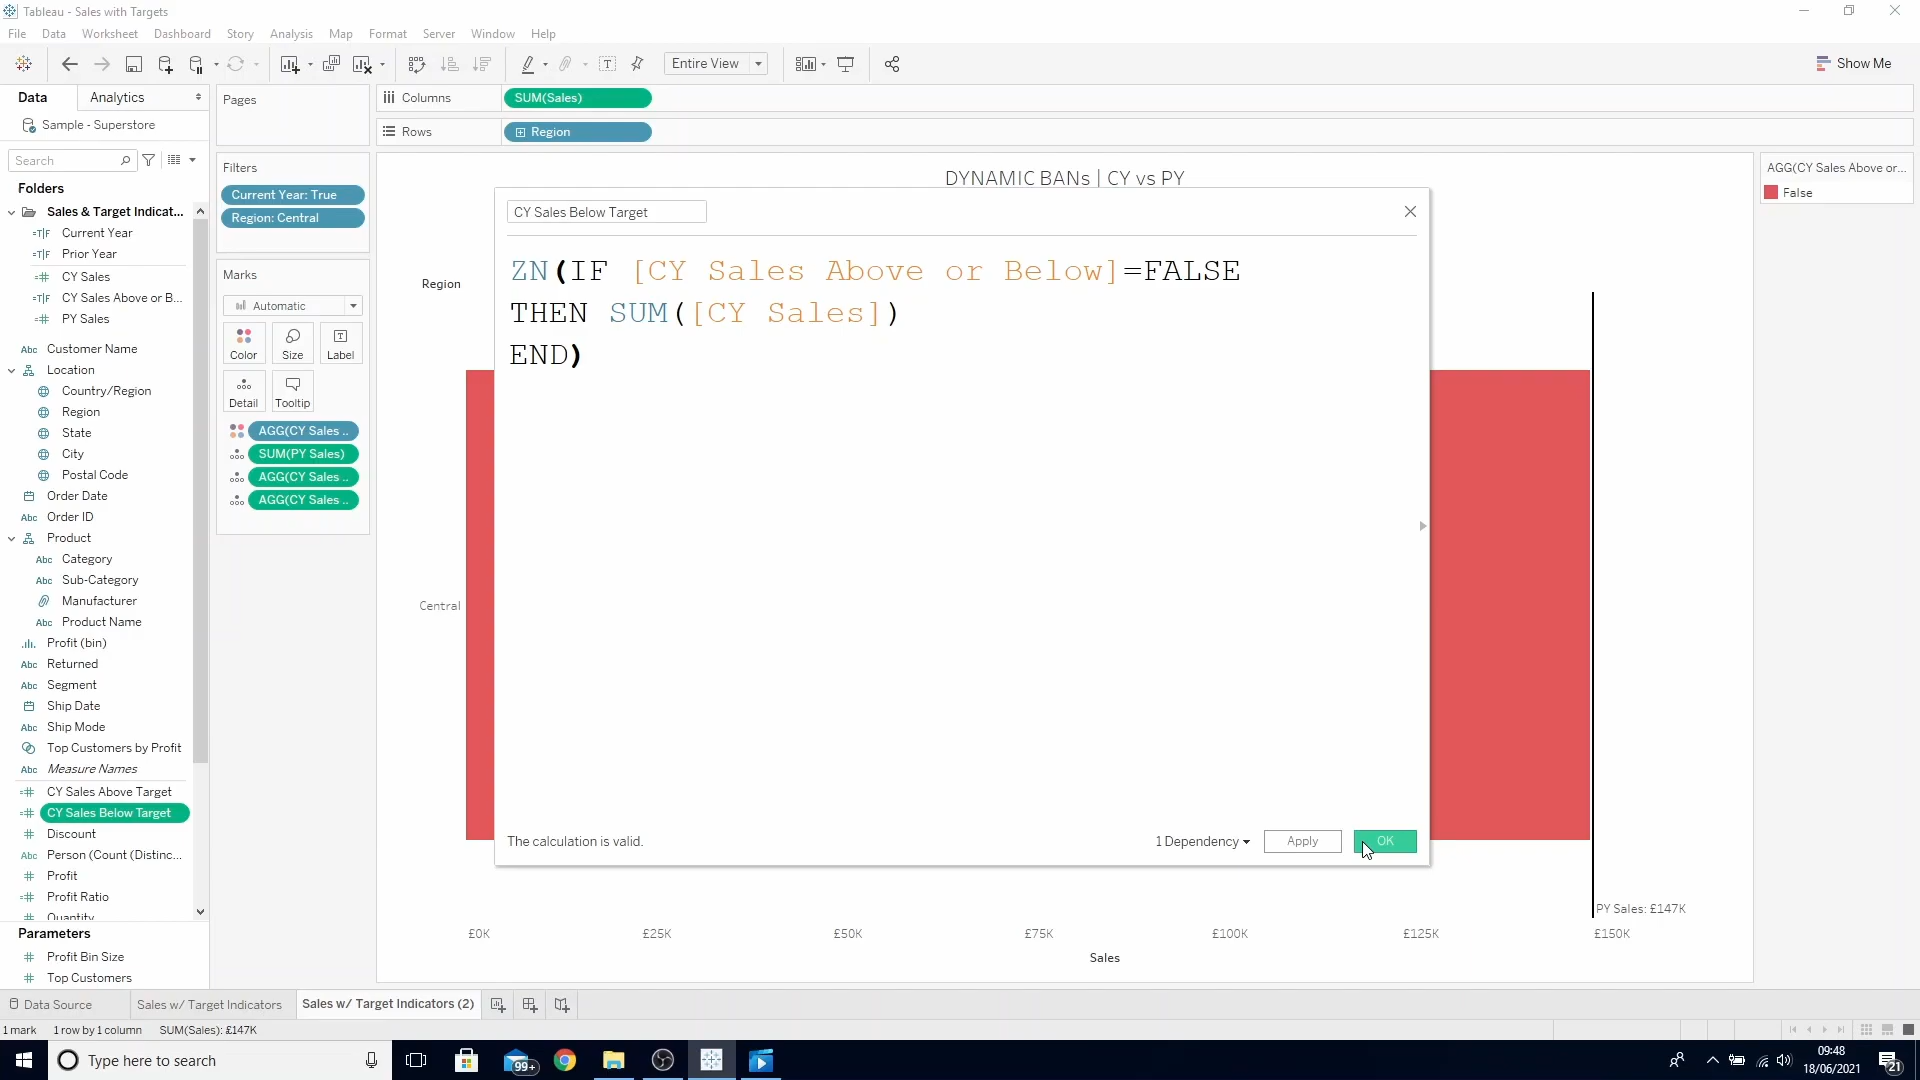 Tableau - Sales with Targets
File Data Worksheet Dashboard Story Analysis Map Format Server Window Help
Entire View
Show Me
Data Analytics
Sample - Superstore
Search
Folders
Sales & Target Indicat...
=T|F Current Year
=T|F Prior Year
=# CY Sales
=T|F CY Sales Above or B...
=# PY Sales
Abc Customer Name
Location
Country/Region
Region
State
City
Postal Code
Order Date
Abc Order ID
Product
Abc Category
Abc Sub-Category
Manufacturer
Abc Product Name
Profit (bin)
Abc Returned
Abc Segment
Ship Date
Abc Ship Mode
Top Customers by Profit
Abc Measure Names
=# CY Sales Above Target
=# CY Sales Below Target
# Discount
Abc Person (Count (Distinc...
# Profit
=# Profit Ratio
# Quantity
Parameters
# Profit Bin Size
# Top Customers
Pages
Filters
Current Year: True
Region: Central
Marks
Automatic
Color Size Label
Detail Tooltip
AGG(CY Sales ..
SUM(PY Sales)
AGG(CY Sales ..
AGG(CY Sales ..
Columns SUM(Sales)
Rows Region
DYNAMIC BANs | CY vs PY
Region
Central
CY Sales Below Target
ZN(IF [CY Sales Above or Below]=FALSE
THEN SUM([CY Sales])
END)
The calculation is valid.
1 Dependency
Apply
OK
PY Sales: £147K
£0K £25K £50K £75K £100K £125K £150K
Sales
AGG(CY Sales Above or...
False
Data Source
Sales w/ Target Indicators
Sales w/ Target Indicators (2)
1 mark 1 row by 1 column SUM(Sales): £147K
Type here to search
99+
09:48
18/06/2021
21